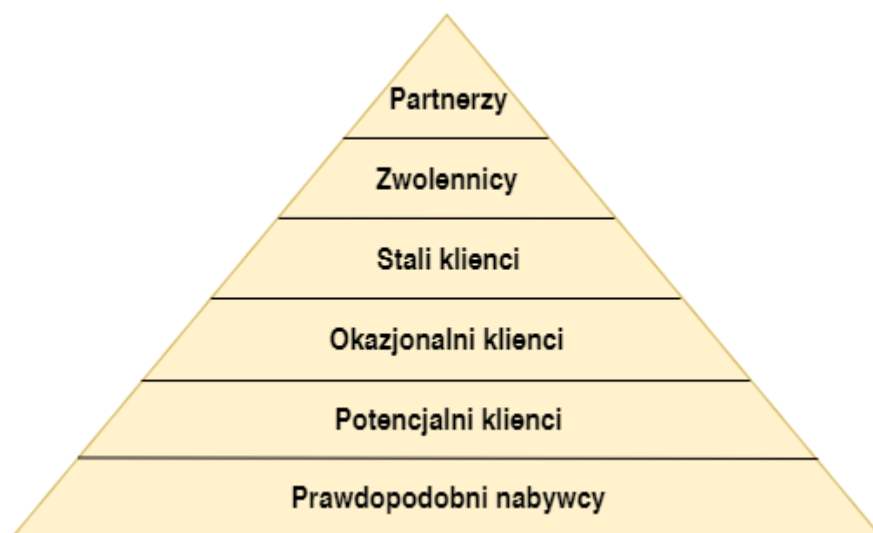 Partnerzy
Zwolennicy
Stali klienci
Okazjonalni klienci
Potencjalni klienci
Prawdopodobni nabywcy